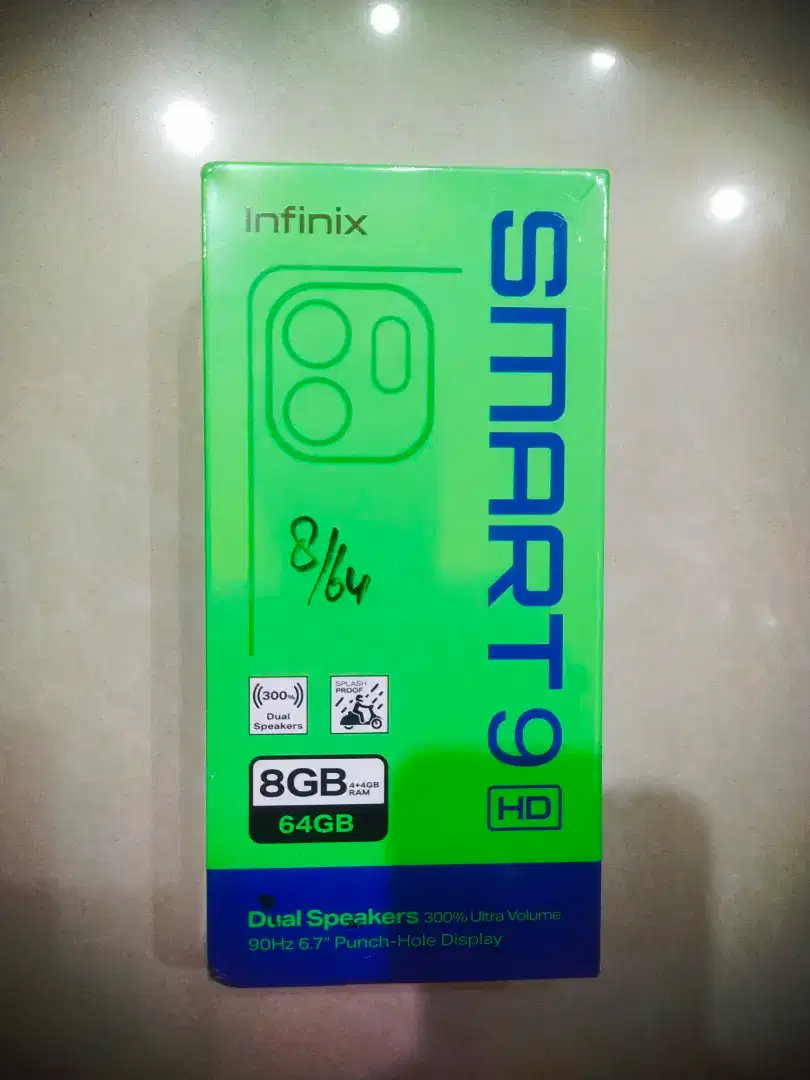 Infinix
SMART 9
HD
8/64
300%
Dual
Speakers
SPLASH
PROOF
8GB 4+4GB
RAM
64GB
Dual Speakers 300% Ultra Volume
90Hz 6.7" Punch-Hole Display